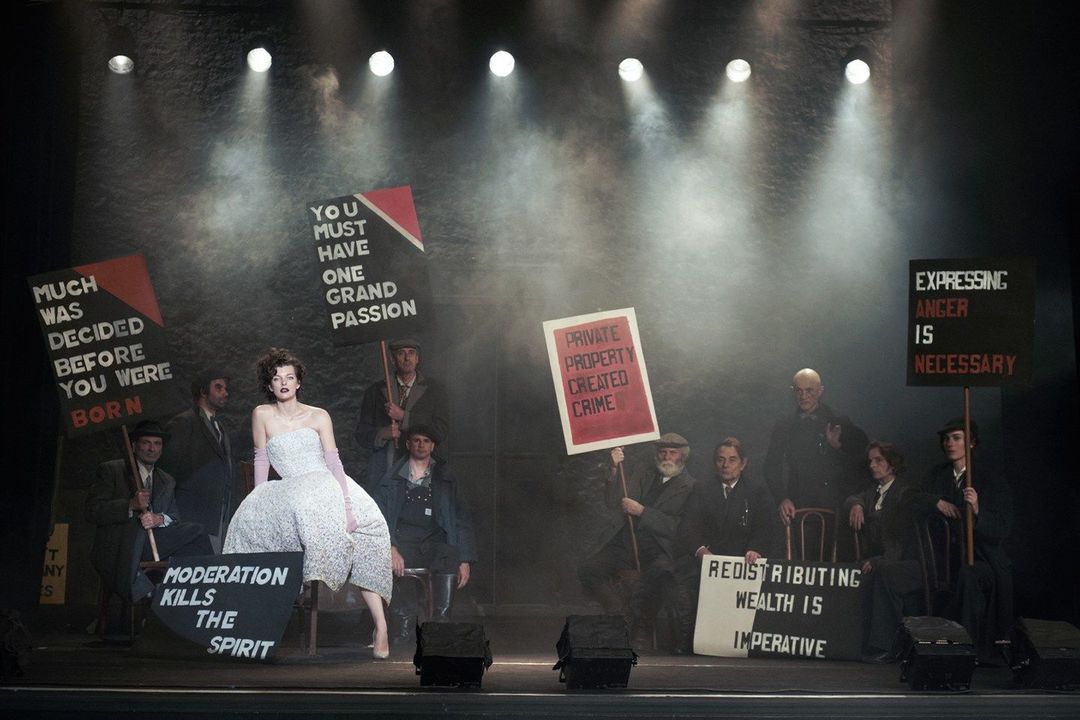 MUCH
WAS
DECIDED
BEFORE
YOU WERE
BORN
YOU
MUST
HAVE
ONE
GRAND
PASSION
PRIVATE
PROPERTY
CREATED
CRIME
EXPRESSING
ANGER
IS
NECESSARY
MODERATION
KILLS
THE
SPIRIT
REDISTRIBUTING
WEALTH IS
IMPERATIVE